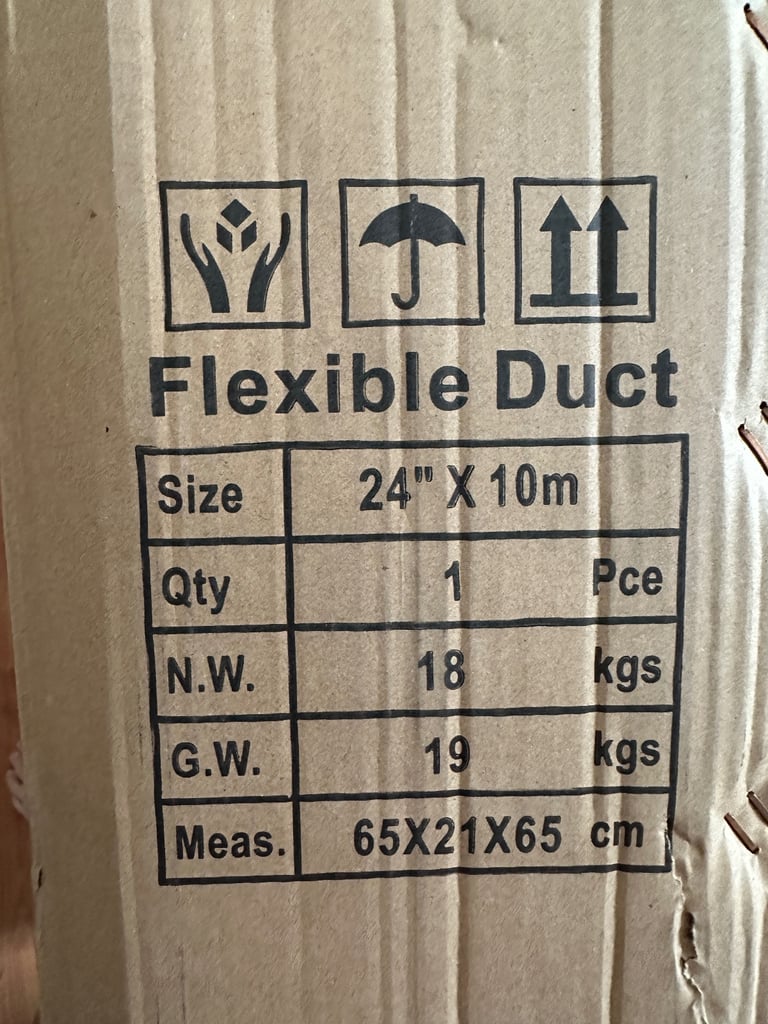 Flexible Duct
Size 24" X 10m
Qty 1 Pce
N.W. 18 kgs
G.W. 19 kgs
Meas. 65X21X65 cm